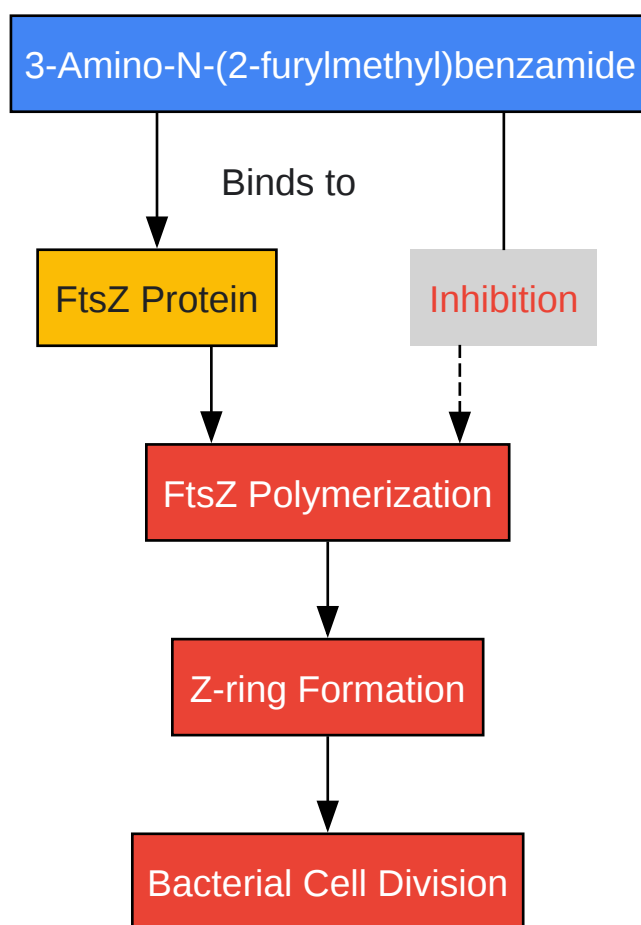 3-Amino-N-(2-furylmethyl)benzamide
Binds to
FtsZ Protein
Inhibition
FtsZ Polymerization
Z-ring Formation
Bacterial Cell Division